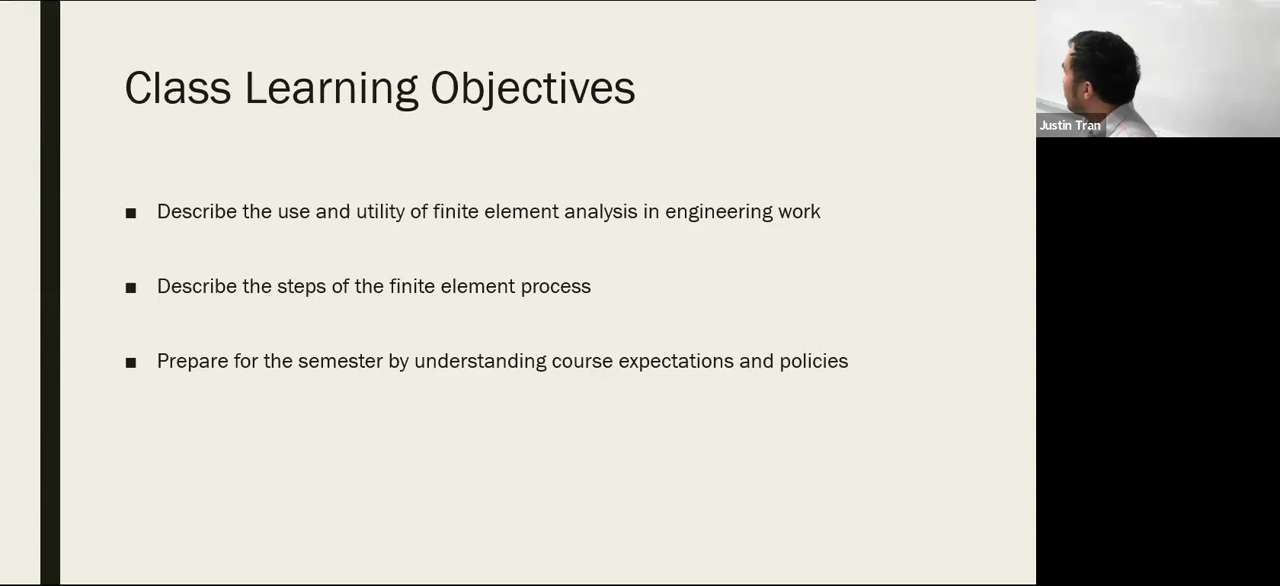 Class Learning Objectives
■ Describe the use and utility of finite element analysis in engineering work
■ Describe the steps of the finite element process
■ Prepare for the semester by understanding course expectations and policies
Justin Tran